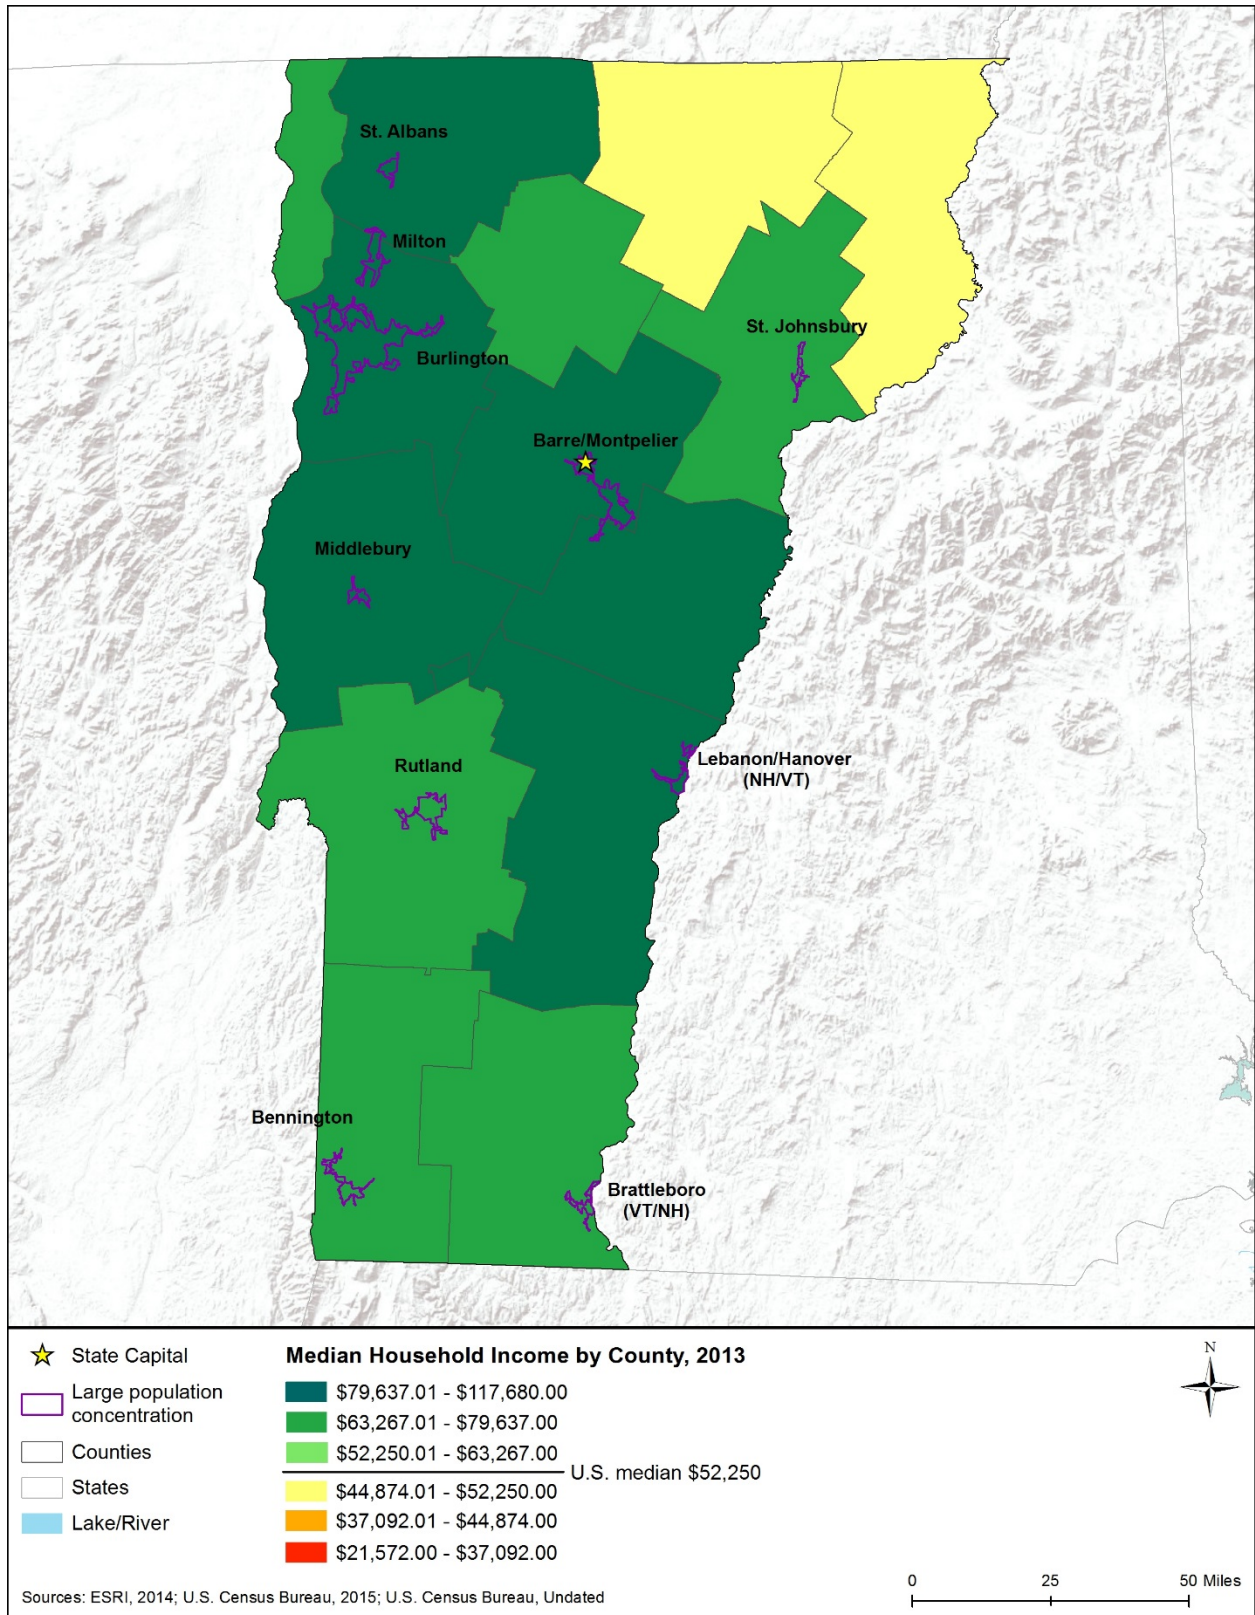 St. Albans
Milton
Burlington
St. Johnsbury
Barre/Montpelier
Middlebury
Lebanon/Hanover
(NH/VT)
Rutland
Bennington
Brattleboro
(VT/NH)
State Capital
Large population
concentration
Counties
States
Lake/River
Median Household Income by County, 2013
$79,637.01 - $117,680.00
$63,267.01 - $79,637.00
$52,250.01 - $63,267.00
U.S. median $52,250
$44,874.01 - $52,250.00
$37,092.01 - $44,874.00
$21,572.00 - $37,092.00
N
0 25 50 Miles
Sources: ESRI, 2014; U.S. Census Bureau, 2015; U.S. Census Bureau, Undated